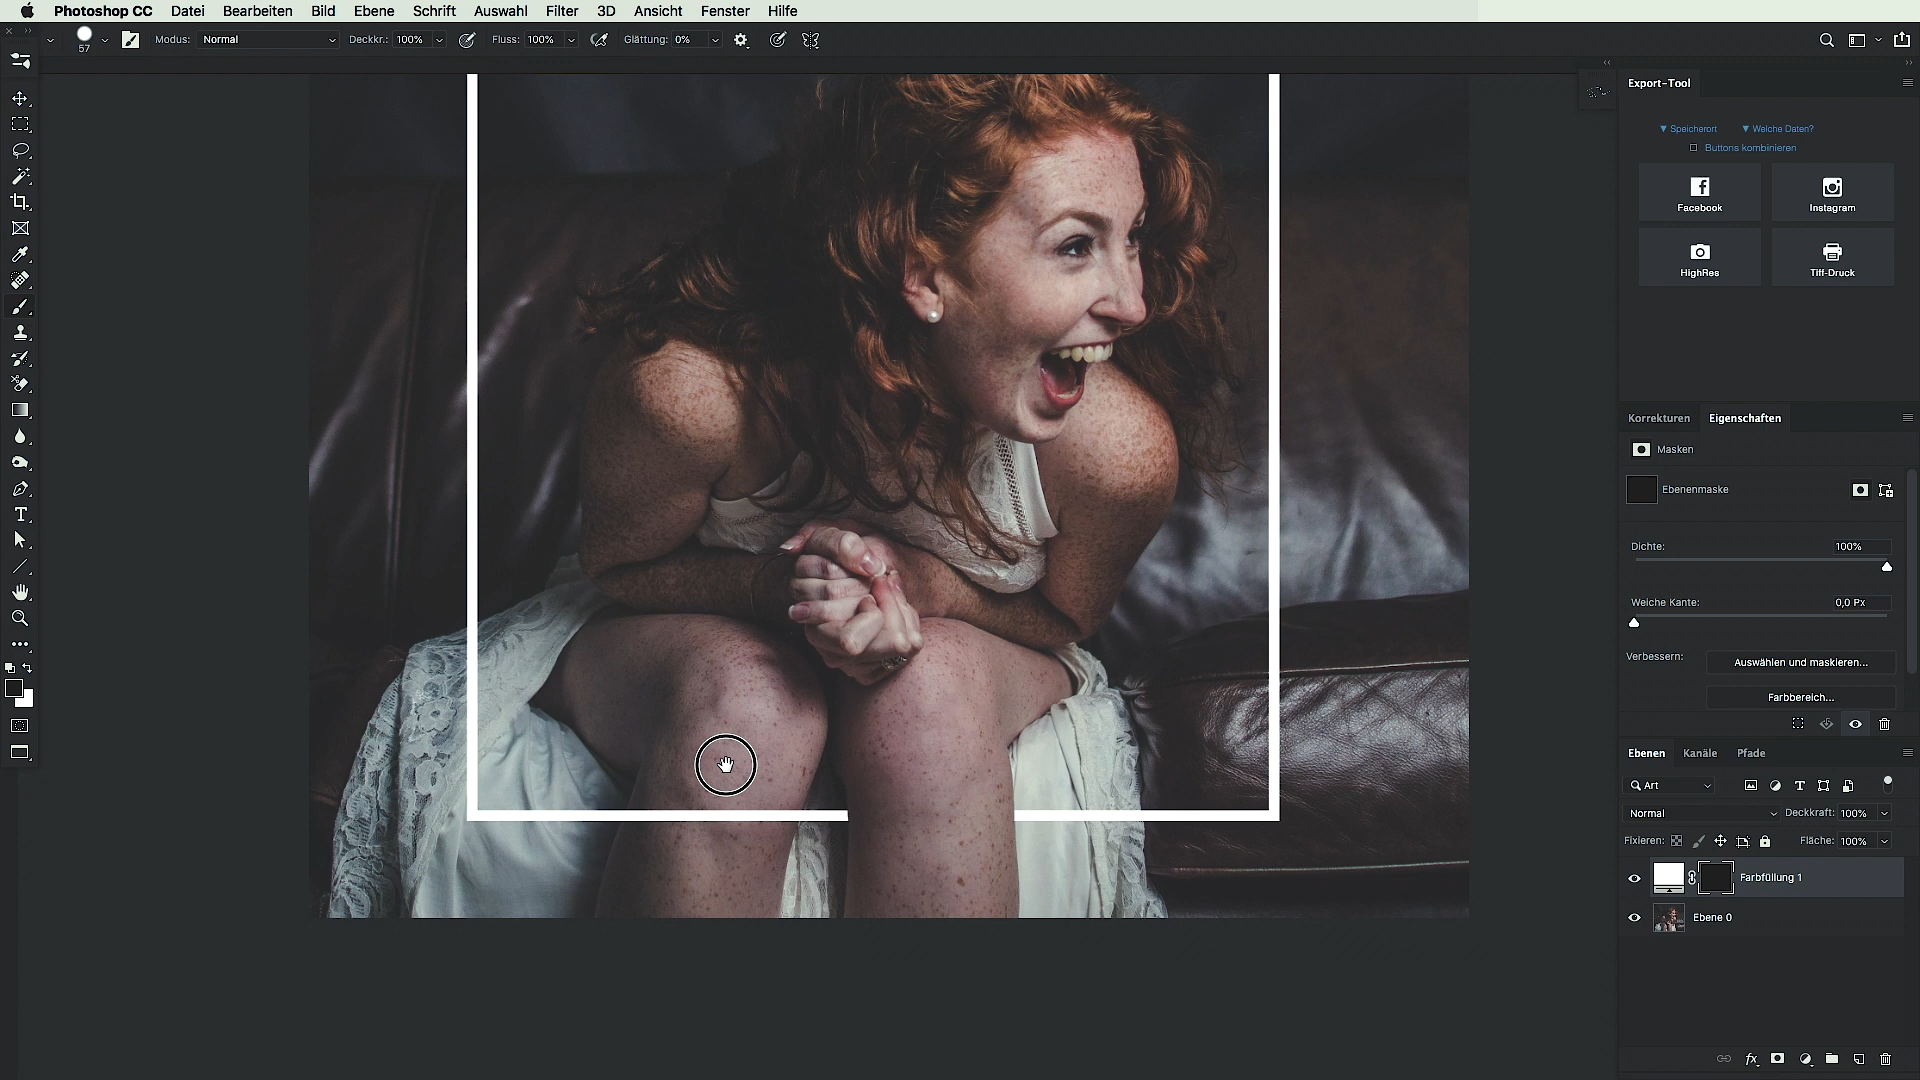 Photoshop CC Datei Bearbeiten Bild Ebene Schrift Auswahl Filter 3D Ansicht Fenster Hilfe
57 Modus: Normal Deckkr.: 100% Fluss: 100% Glättung: 0%
Export-Tool
Speicherort Welche Daten?
Buttons kombinieren
Facebook Instagram
HighRes Tiff-Druck
Korrekturen Eigenschaften
Masken
Ebenenmaske
Dichte: 100%
Weiche Kante: 0,0 Px
Verbessern: Auswählen und maskieren...
Farbbereich...
Ebenen Kanäle Pfade
Art
Normal Deckkraft: 100%
Fixieren: Fläche: 100%
Farbfüllung 1
Ebene 0